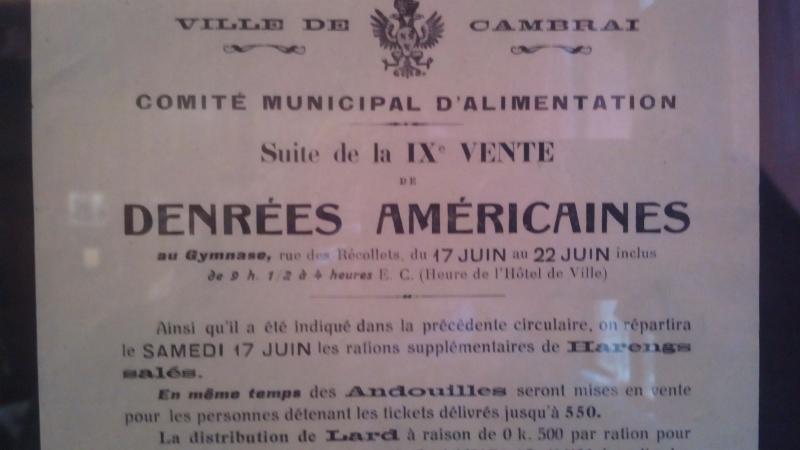 VILLE DE CAMBRAI
COMITÉ MUNICIPAL D'ALIMENTATION
Suite de la IXe VENTE
DE
DENRÉES AMÉRICAINES
au Gymnase, rue des Récollets, du 17 JUIN au 22 JUIN inclus
de 9 h. 1/2 à 4 heures E. C. (Heure de l'Hôtel de Ville)
Ainsi qu'il a été indiqué dans la précédente circulaire, on répartira
le SAMEDI 17 JUIN les rations supplémentaires de Harengs
salés.
En même temps des Andouilles seront mises en vente
pour les personnes détenant les tickets délivrés jusqu'à 550.
La distribution de Lard à raison de 0 k. 500 par ration pour